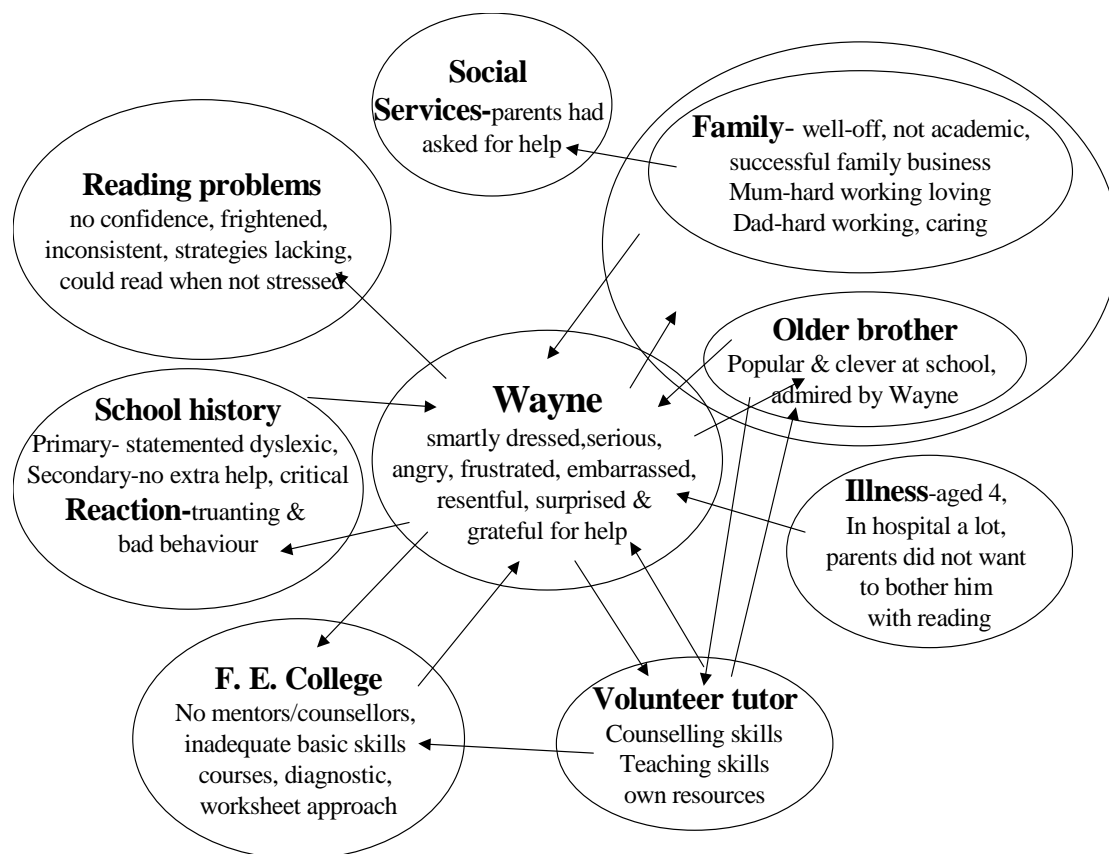 Social
Services-parents had
asked for help
Family- well-off, not academic,
successful family business
Mum-hard working loving
Dad-hard working, caring
Reading problems
no confidence, frightened,
inconsistent, strategies lacking,
could read when not stressed
Older brother
Popular & clever at school,
admired by Wayne
Wayne
smartly dressed,serious,
angry, frustrated, embarrassed,
resentful, surprised &
grateful for help
School history
Primary- statemented dyslexic,
Secondary-no extra help, critical
Reaction-truanting &
bad behaviour
Illness-aged 4,
In hospital a lot,
parents did not want
to bother him
with reading
F. E. College
No mentors/counsellors,
inadequate basic skills
courses, diagnostic,
worksheet approach
Volunteer tutor
Counselling skills
Teaching skills
own resources